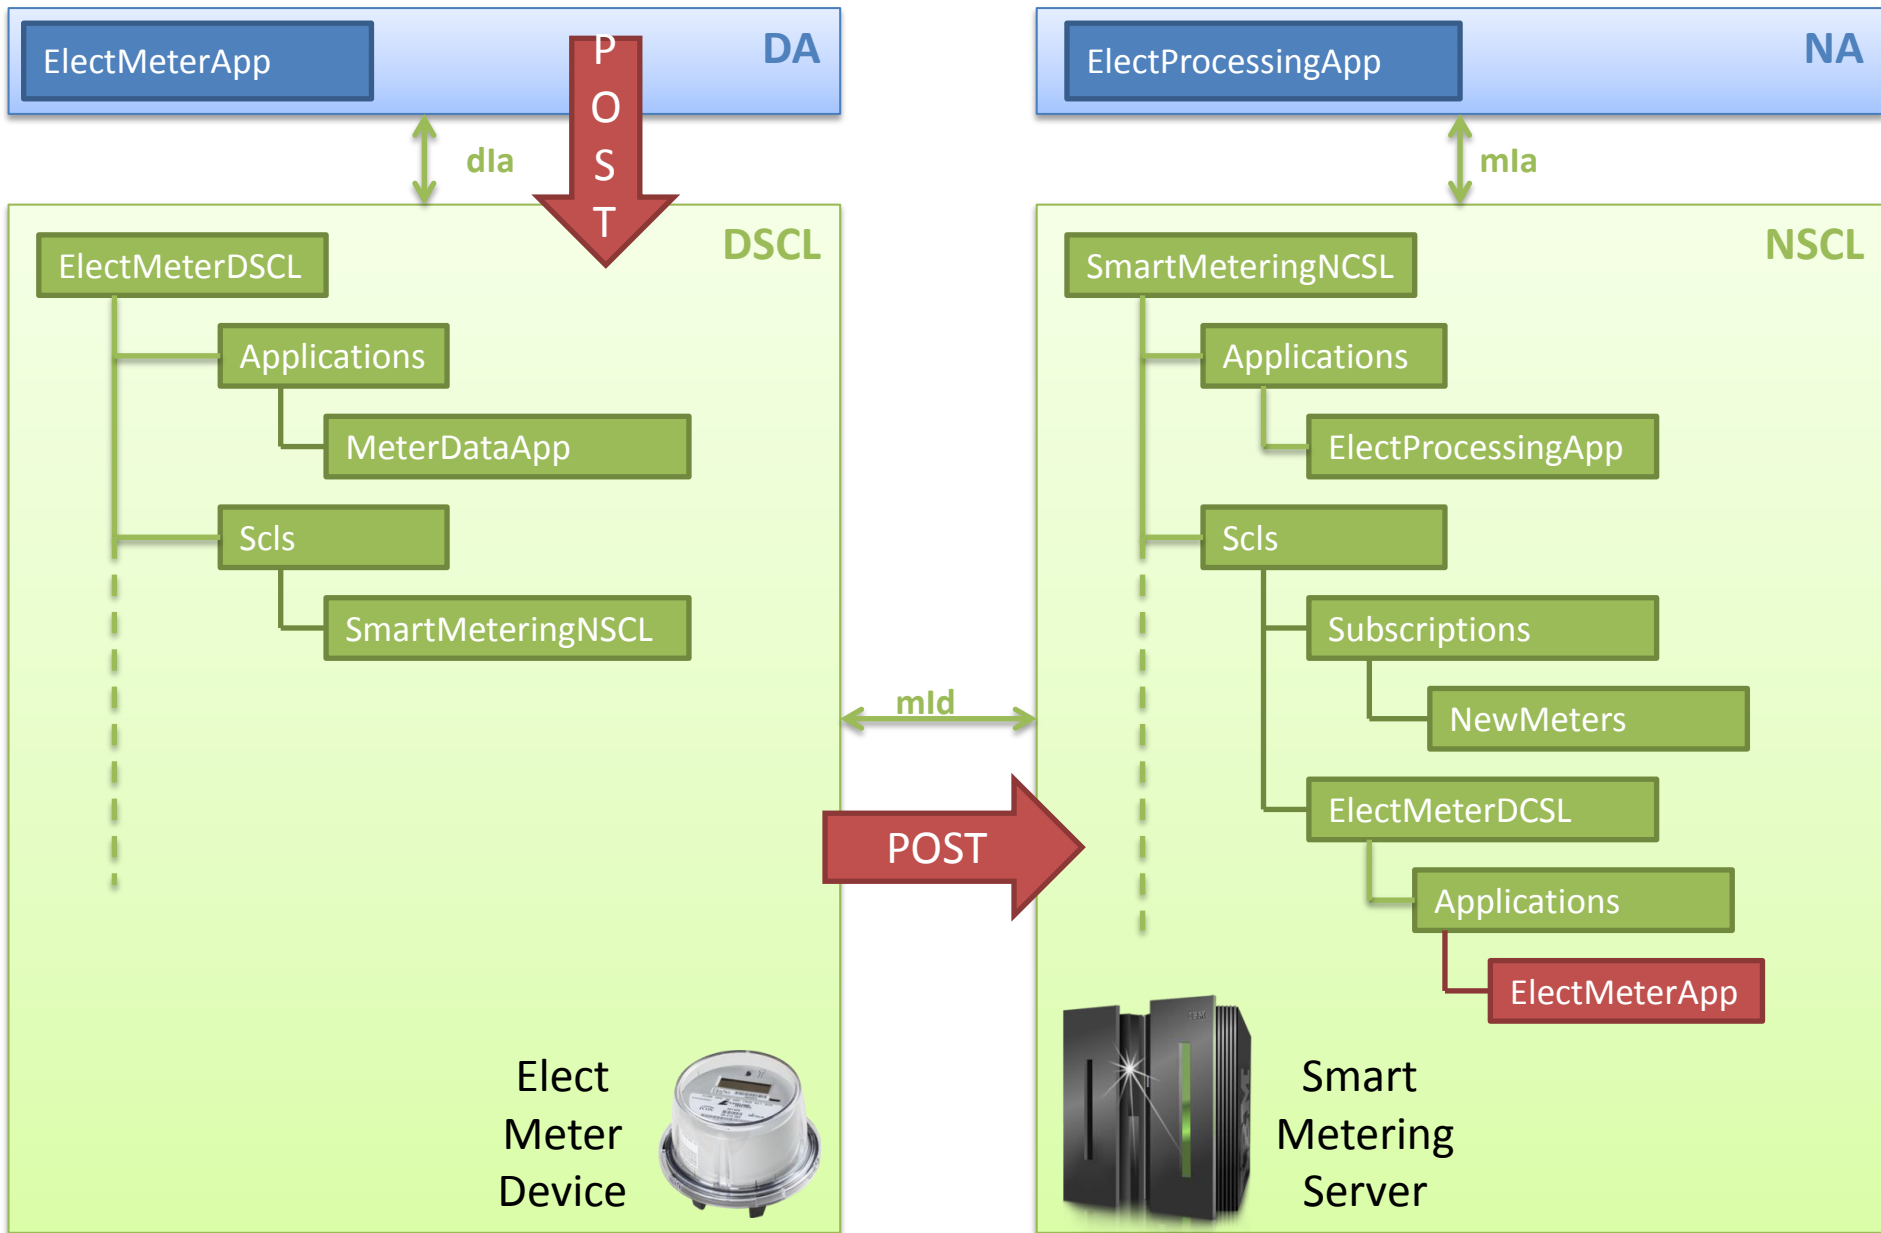 ElectMeterApp
DA
P
O
S
T
dIa
ElectMeterDSCL
DSCL
Applications
MeterDataApp
Scls
SmartMeteringNSCL
Elect
Meter
Device
mId
POST
ElectProcessingApp
NA
mIa
SmartMeteringNCSL
NSCL
Applications
ElectProcessingApp
Scls
Subscriptions
NewMeters
ElectMeterDCSL
Applications
ElectMeterApp
Smart
Metering
Server
IBM